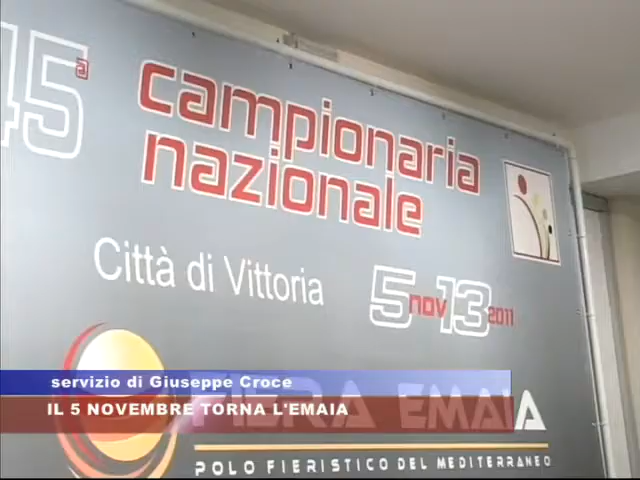 45ª
campionaria
nazionale
Città di Vittoria
5 nov 13 2011
servizio di Giuseppe Croce
FIERA EMAIA
IL 5 NOVEMBRE TORNA L'EMAIA
POLO FIERISTICO DEL MEDITERRANEO